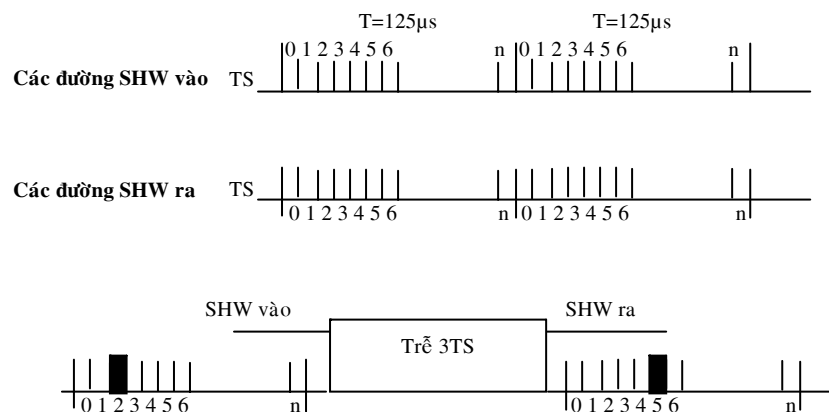 T=125µs T=125µs
0 1 2 3 4 5 6 n 0 1 2 3 4 5 6 n
Các đường SHW vào TS
Các đường SHW ra TS
0 1 2 3 4 5 6 n 0 1 2 3 4 5 6 n
SHW vào SHW ra
Trễ 3TS
0 1 2 3 4 5 6 n 0 1 2 3 4 5 6 n